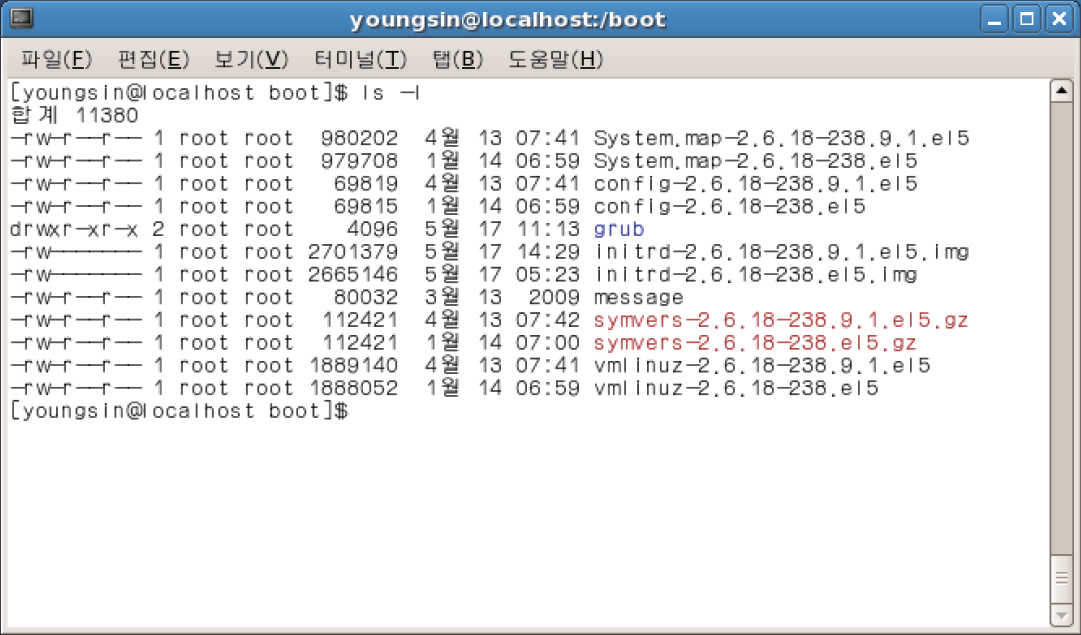 youngsin@localhost:/boot
파일(F) 편집(E) 보기(V) 터미널(T) 탭(B) 도움말(H)
[youngsin@localhost boot]$ ls -l
합계 11380
-rw-r--r-- 1 root root 980202 4월 13 07:41 System.map-2.6.18-238.9.1.el5
-rw-r--r-- 1 root root 979708 1월 14 06:59 System.map-2.6.18-238.el5
-rw-r--r-- 1 root root 69819 4월 13 07:41 config-2.6.18-238.9.1.el5
-rw-r--r-- 1 root root 69815 1월 14 06:59 config-2.6.18-238.el5
drwxr-xr-x 2 root root 4096 5월 17 11:13 grub
-rw------- 1 root root 2701379 5월 17 14:29 initrd-2.6.18-238.9.1.el5.img
-rw------- 1 root root 2665146 5월 17 05:23 initrd-2.6.18-238.el5.img
-rw-r--r-- 1 root root 80032 3월 13 2009 message
-rw-r--r-- 1 root root 112421 4월 13 07:42 symvers-2.6.18-238.9.1.el5.gz
-rw-r--r-- 1 root root 112421 1월 14 07:00 symvers-2.6.18-238.el5.gz
-rw-r--r-- 1 root root 1889140 4월 13 07:41 vmlinuz-2.6.18-238.9.1.el5
-rw-r--r-- 1 root root 1888052 1월 14 06:59 vmlinuz-2.6.18-238.el5
[youngsin@localhost boot]$